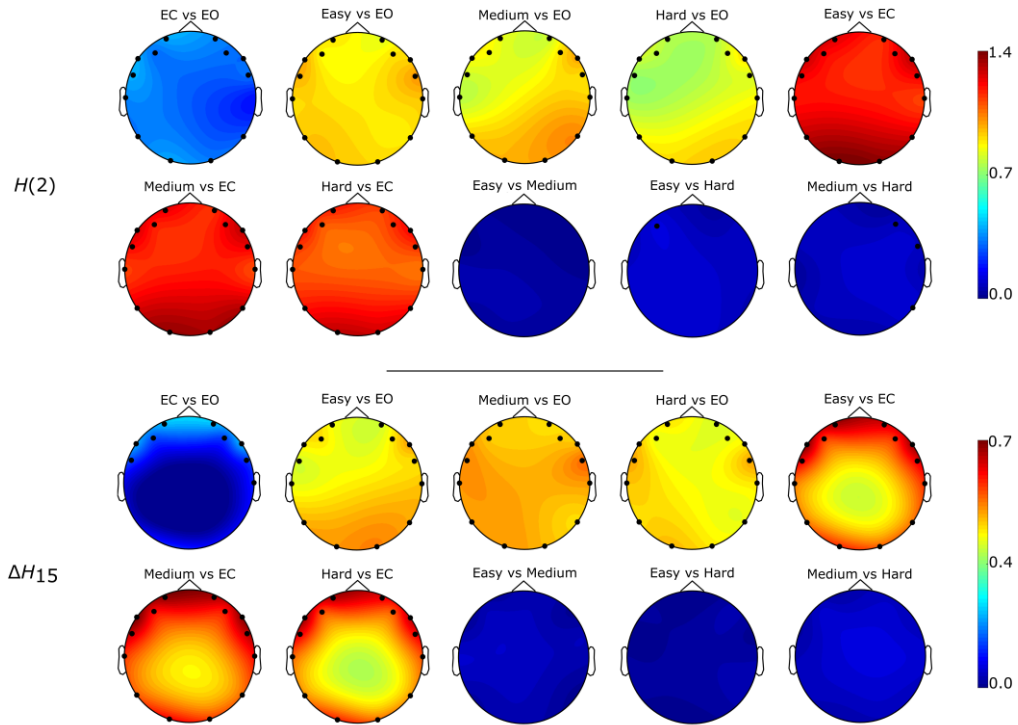 EC vs EO
Easy vs EO
Medium vs EO
Hard vs EO
Easy vs EC
1.4
0.7
0.0
H(2)
Medium vs EC
Hard vs EC
Easy vs Medium
Easy vs Hard
Medium vs Hard
EC vs EO
Easy vs EO
Medium vs EO
Hard vs EO
Easy vs EC
0.7
0.4
0.0
ΔH15
Medium vs EC
Hard vs EC
Easy vs Medium
Easy vs Hard
Medium vs Hard